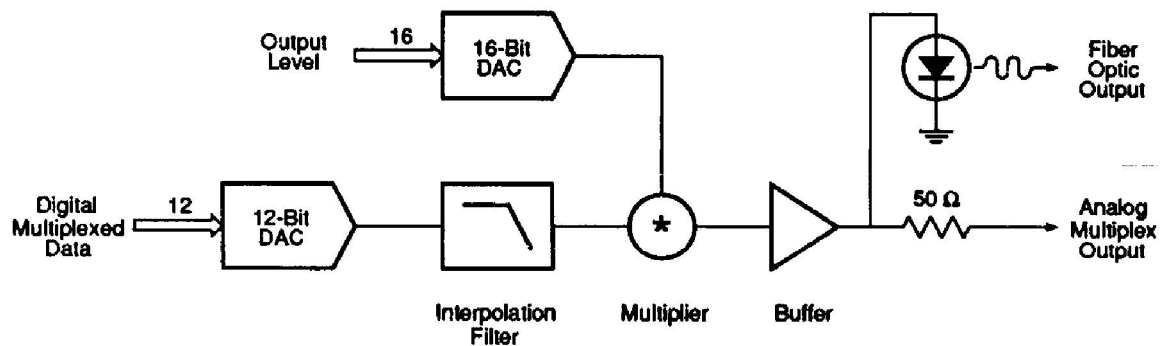 Output
Level
16
16-Bit
DAC
Fiber
Optic
Output
Digital
Multiplexed
Data
12
12-Bit
DAC
*
50 Ω
Analog
Multiplex
Output
Interpolation
Filter
Multiplier
Buffer